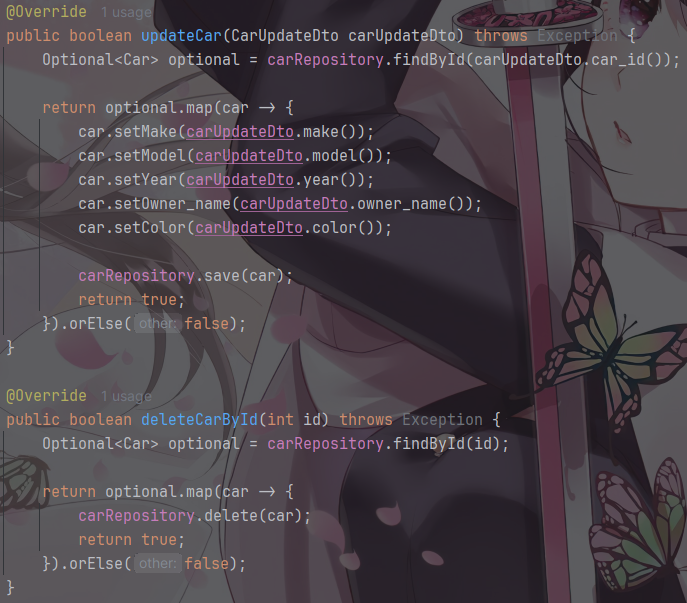 @Override 1 usage
public boolean updateCar(CarUpdateDto carUpdateDto) throws Exception {
    Optional<Car> optional = carRepository.findById(carUpdateDto.car_id());

    return optional.map(car -> {
        car.setMake(carUpdateDto.make());
        car.setModel(carUpdateDto.model());
        car.setYear(carUpdateDto.year());
        car.setOwner_name(carUpdateDto.owner_name());
        car.setColor(carUpdateDto.color());

        carRepository.save(car);
        return true;
    }).orElse( other: false);
}

@Override 1 usage
public boolean deleteCarById(int id) throws Exception {
    Optional<Car> optional = carRepository.findById(id);

    return optional.map(car -> {
        carRepository.delete(car);
        return true;
    }).orElse( other: false);
}